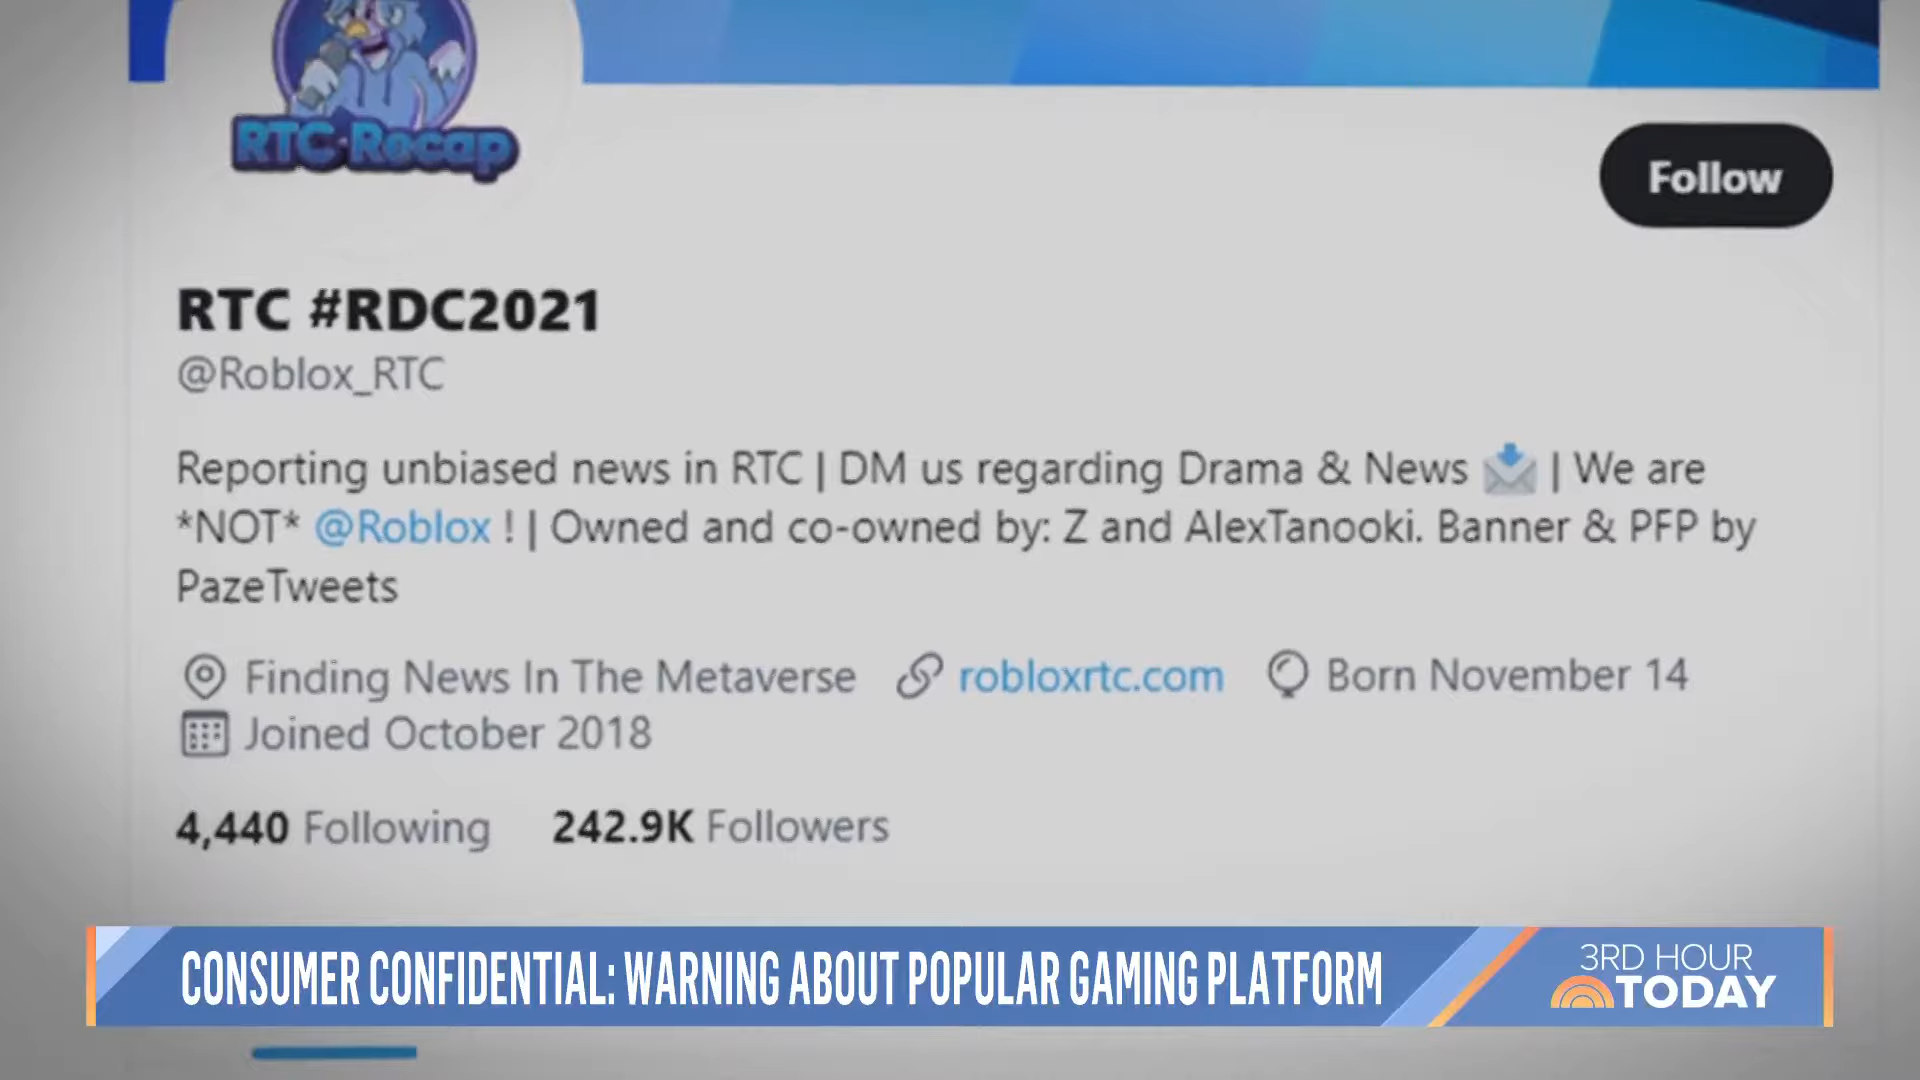 RTC Recap
Follow
RTC #RDC2021
@Roblox_RTC
Reporting unbiased news in RTC | DM us regarding Drama & News 📩 | We are
*NOT* @Roblox ! | Owned and co-owned by: Z and AlexTanooki. Banner & PFP by
PazeTweets
Finding News In The Metaverse robloxrtc.com Born November 14
Joined October 2018
4,440 Following 242.9K Followers
CONSUMER CONFIDENTIAL: WARNING ABOUT POPULAR GAMING PLATFORM
3RD HOUR
TODAY